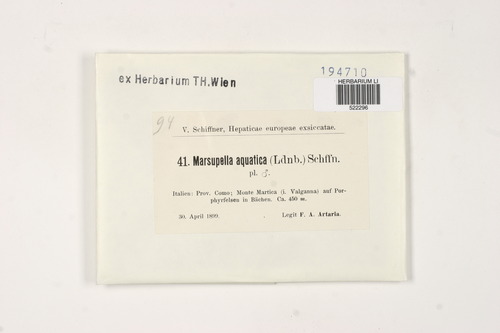 ex Herbarium TH.Wien
194710
HERBARIUM LI
522296
94
V. Schiffner, Hepaticae europeae exsiccatae.
41. Marsupella aquatica (Ldnb.) Schffn.
pl. ♂.
Italien: Prov. Como; Monte Martica (i. Valganna) auf Por-
phyrfelsen in Bächen. Ca. 450 m.
30. April 1899.
Legit F. A. Artaria.